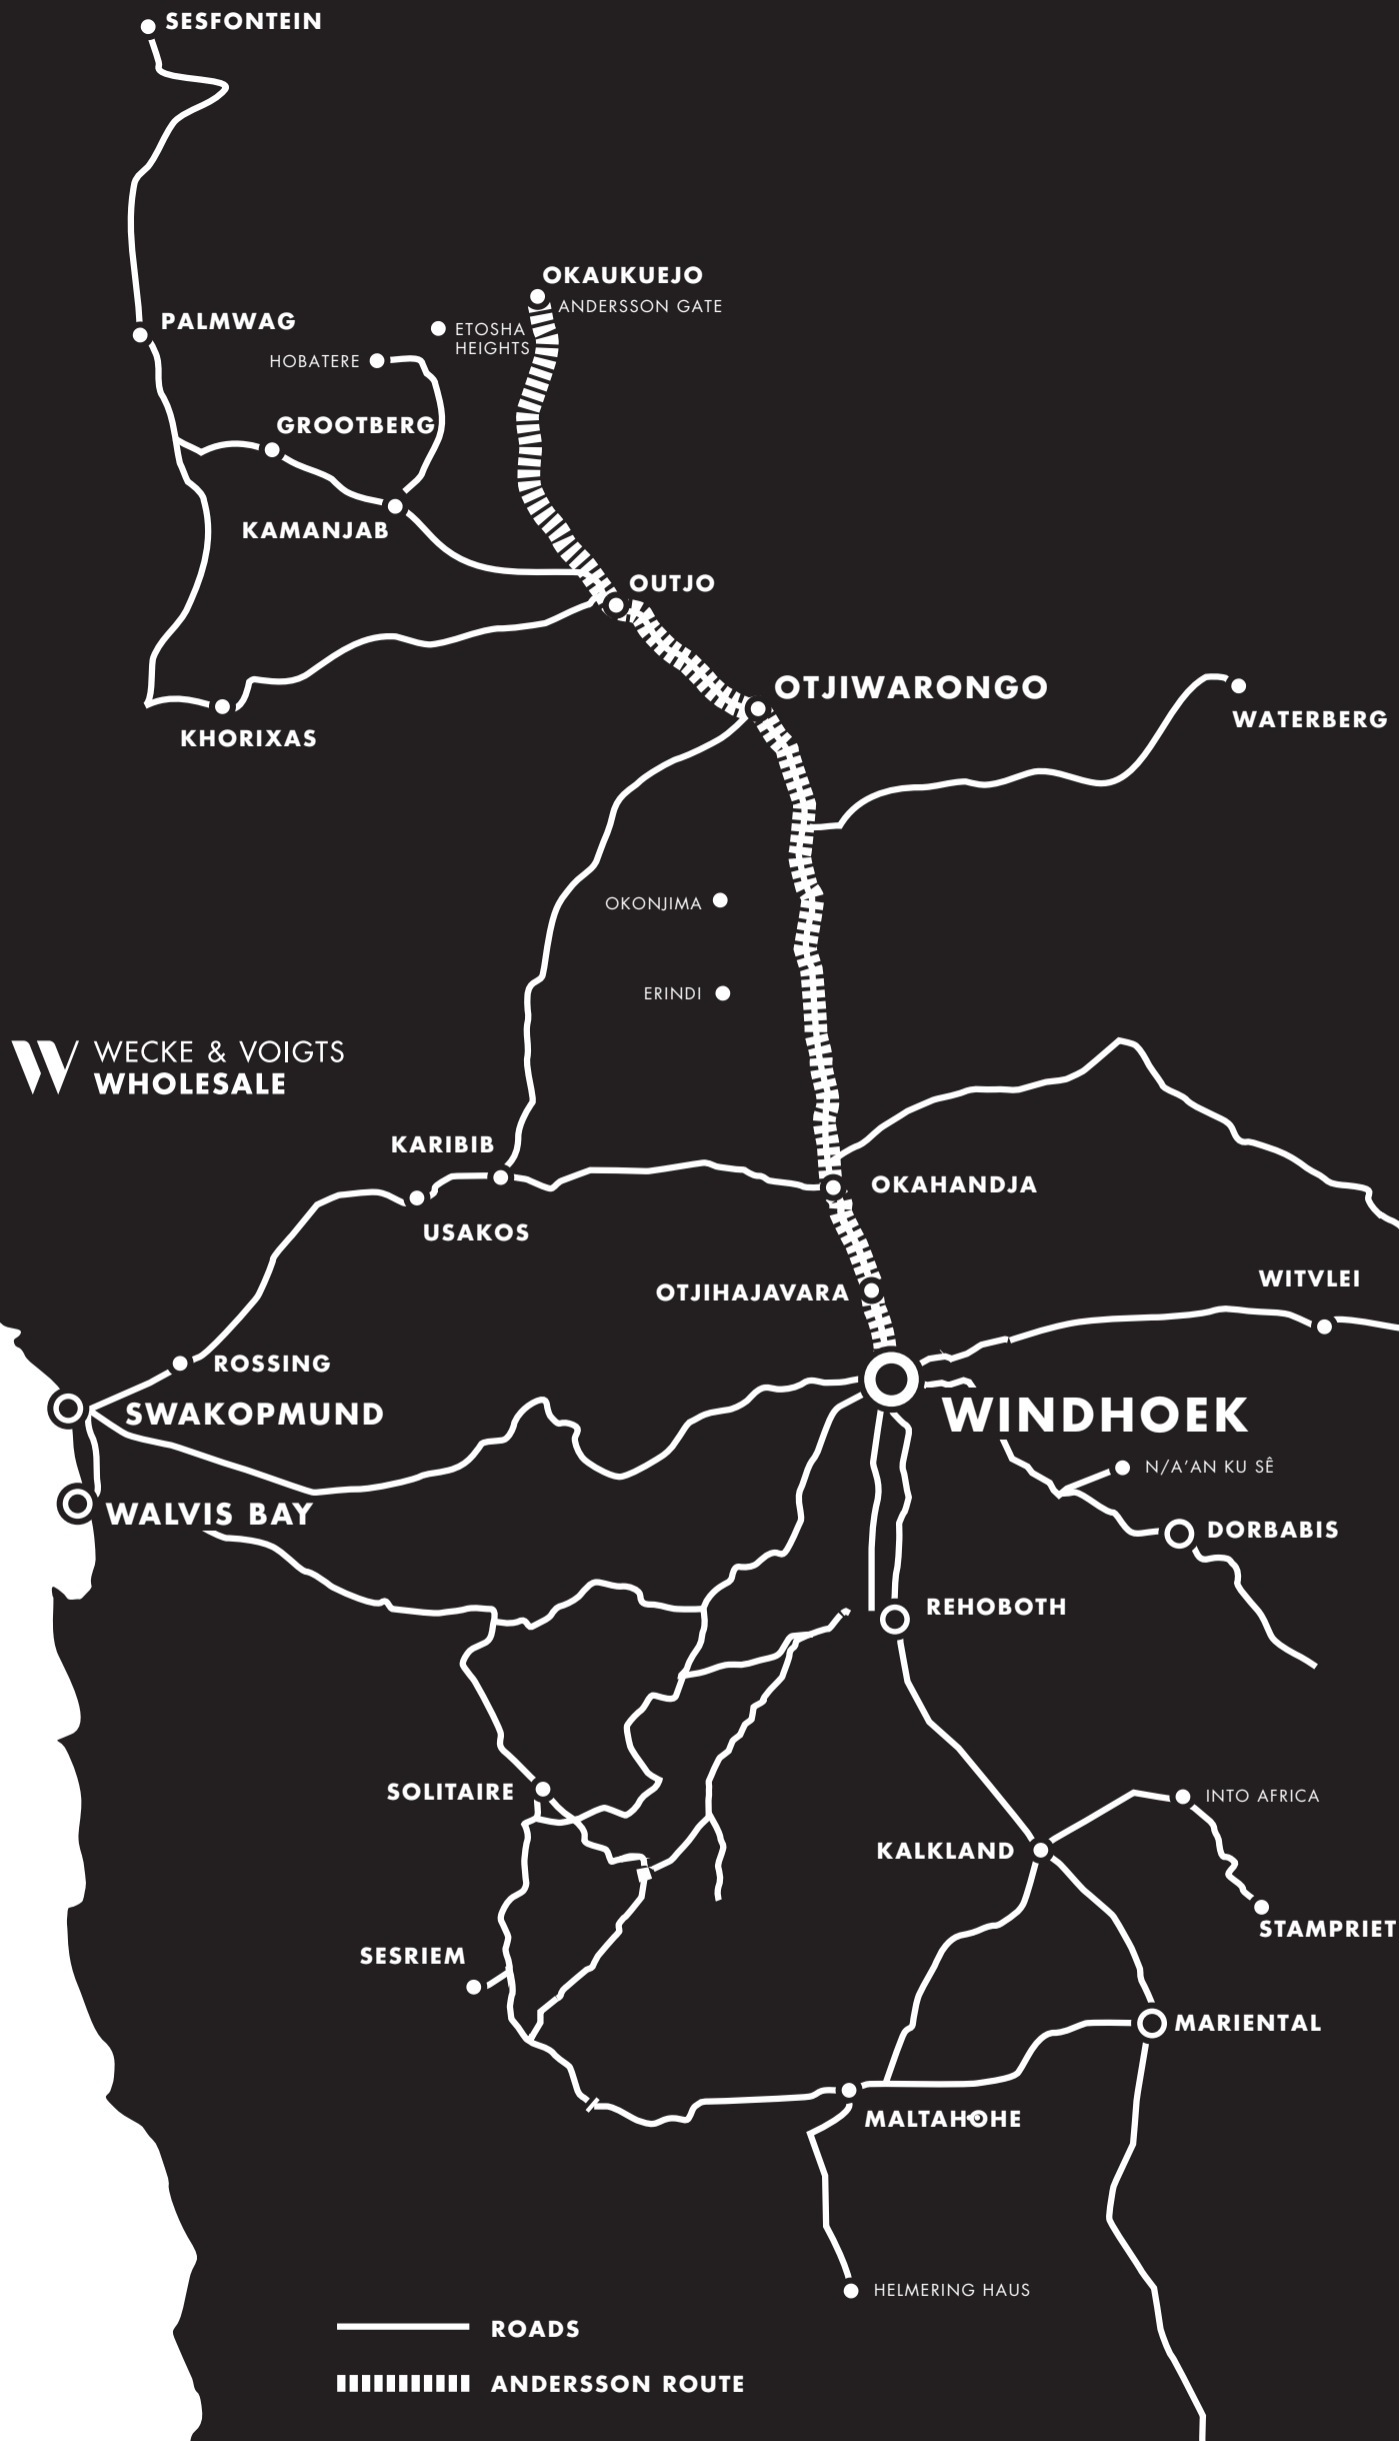 SESFONTEIN
OKAUKUEJO
ANDERSSON GATE
PALMWAG
ETOSHA
HEIGHTS
HOBATERE
GROOTBERG
KAMANJAB
OUTJO
OTJIWARONGO
WATERBERG
KHORIXAS
OKONJIMA
ERINDI
WECKE & VOIGTS
WHOLESALE
KARIBIB
OKAHANDJA
USAKOS
WITVLEI
OTJIHAJAVARA
ROSSING
SWAKOPMUND
WINDHOEK
N/A'AN KU SÊ
WALVIS BAY
DORBABIS
REHOBOTH
SOLITAIRE
INTO AFRICA
KALKLAND
STAMPRIET
SESRIEM
MARIENTAL
MALTAHOHE
HELMERING HAUS
ROADS
ANDERSSON ROUTE